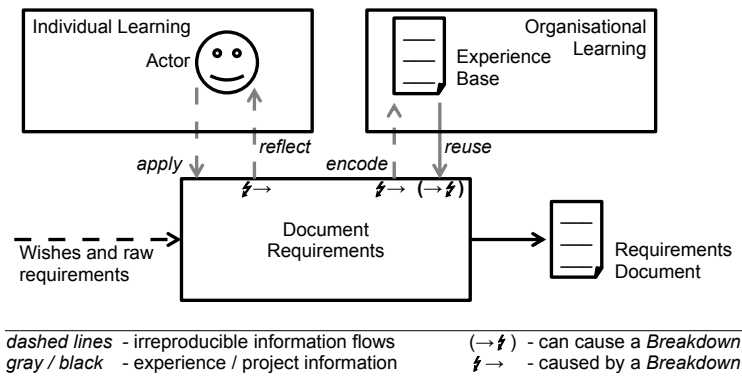 Individual Learning
Actor
Organisational
Learning
Experience
Base
apply
reflect
encode
reuse
(→ )
Document
Requirements
Wishes and raw
requirements
Requirements
Document
dashed lines - irreproducible information flows
gray / black - experience / project information
(→ ) - can cause a Breakdown
→ - caused by a Breakdown